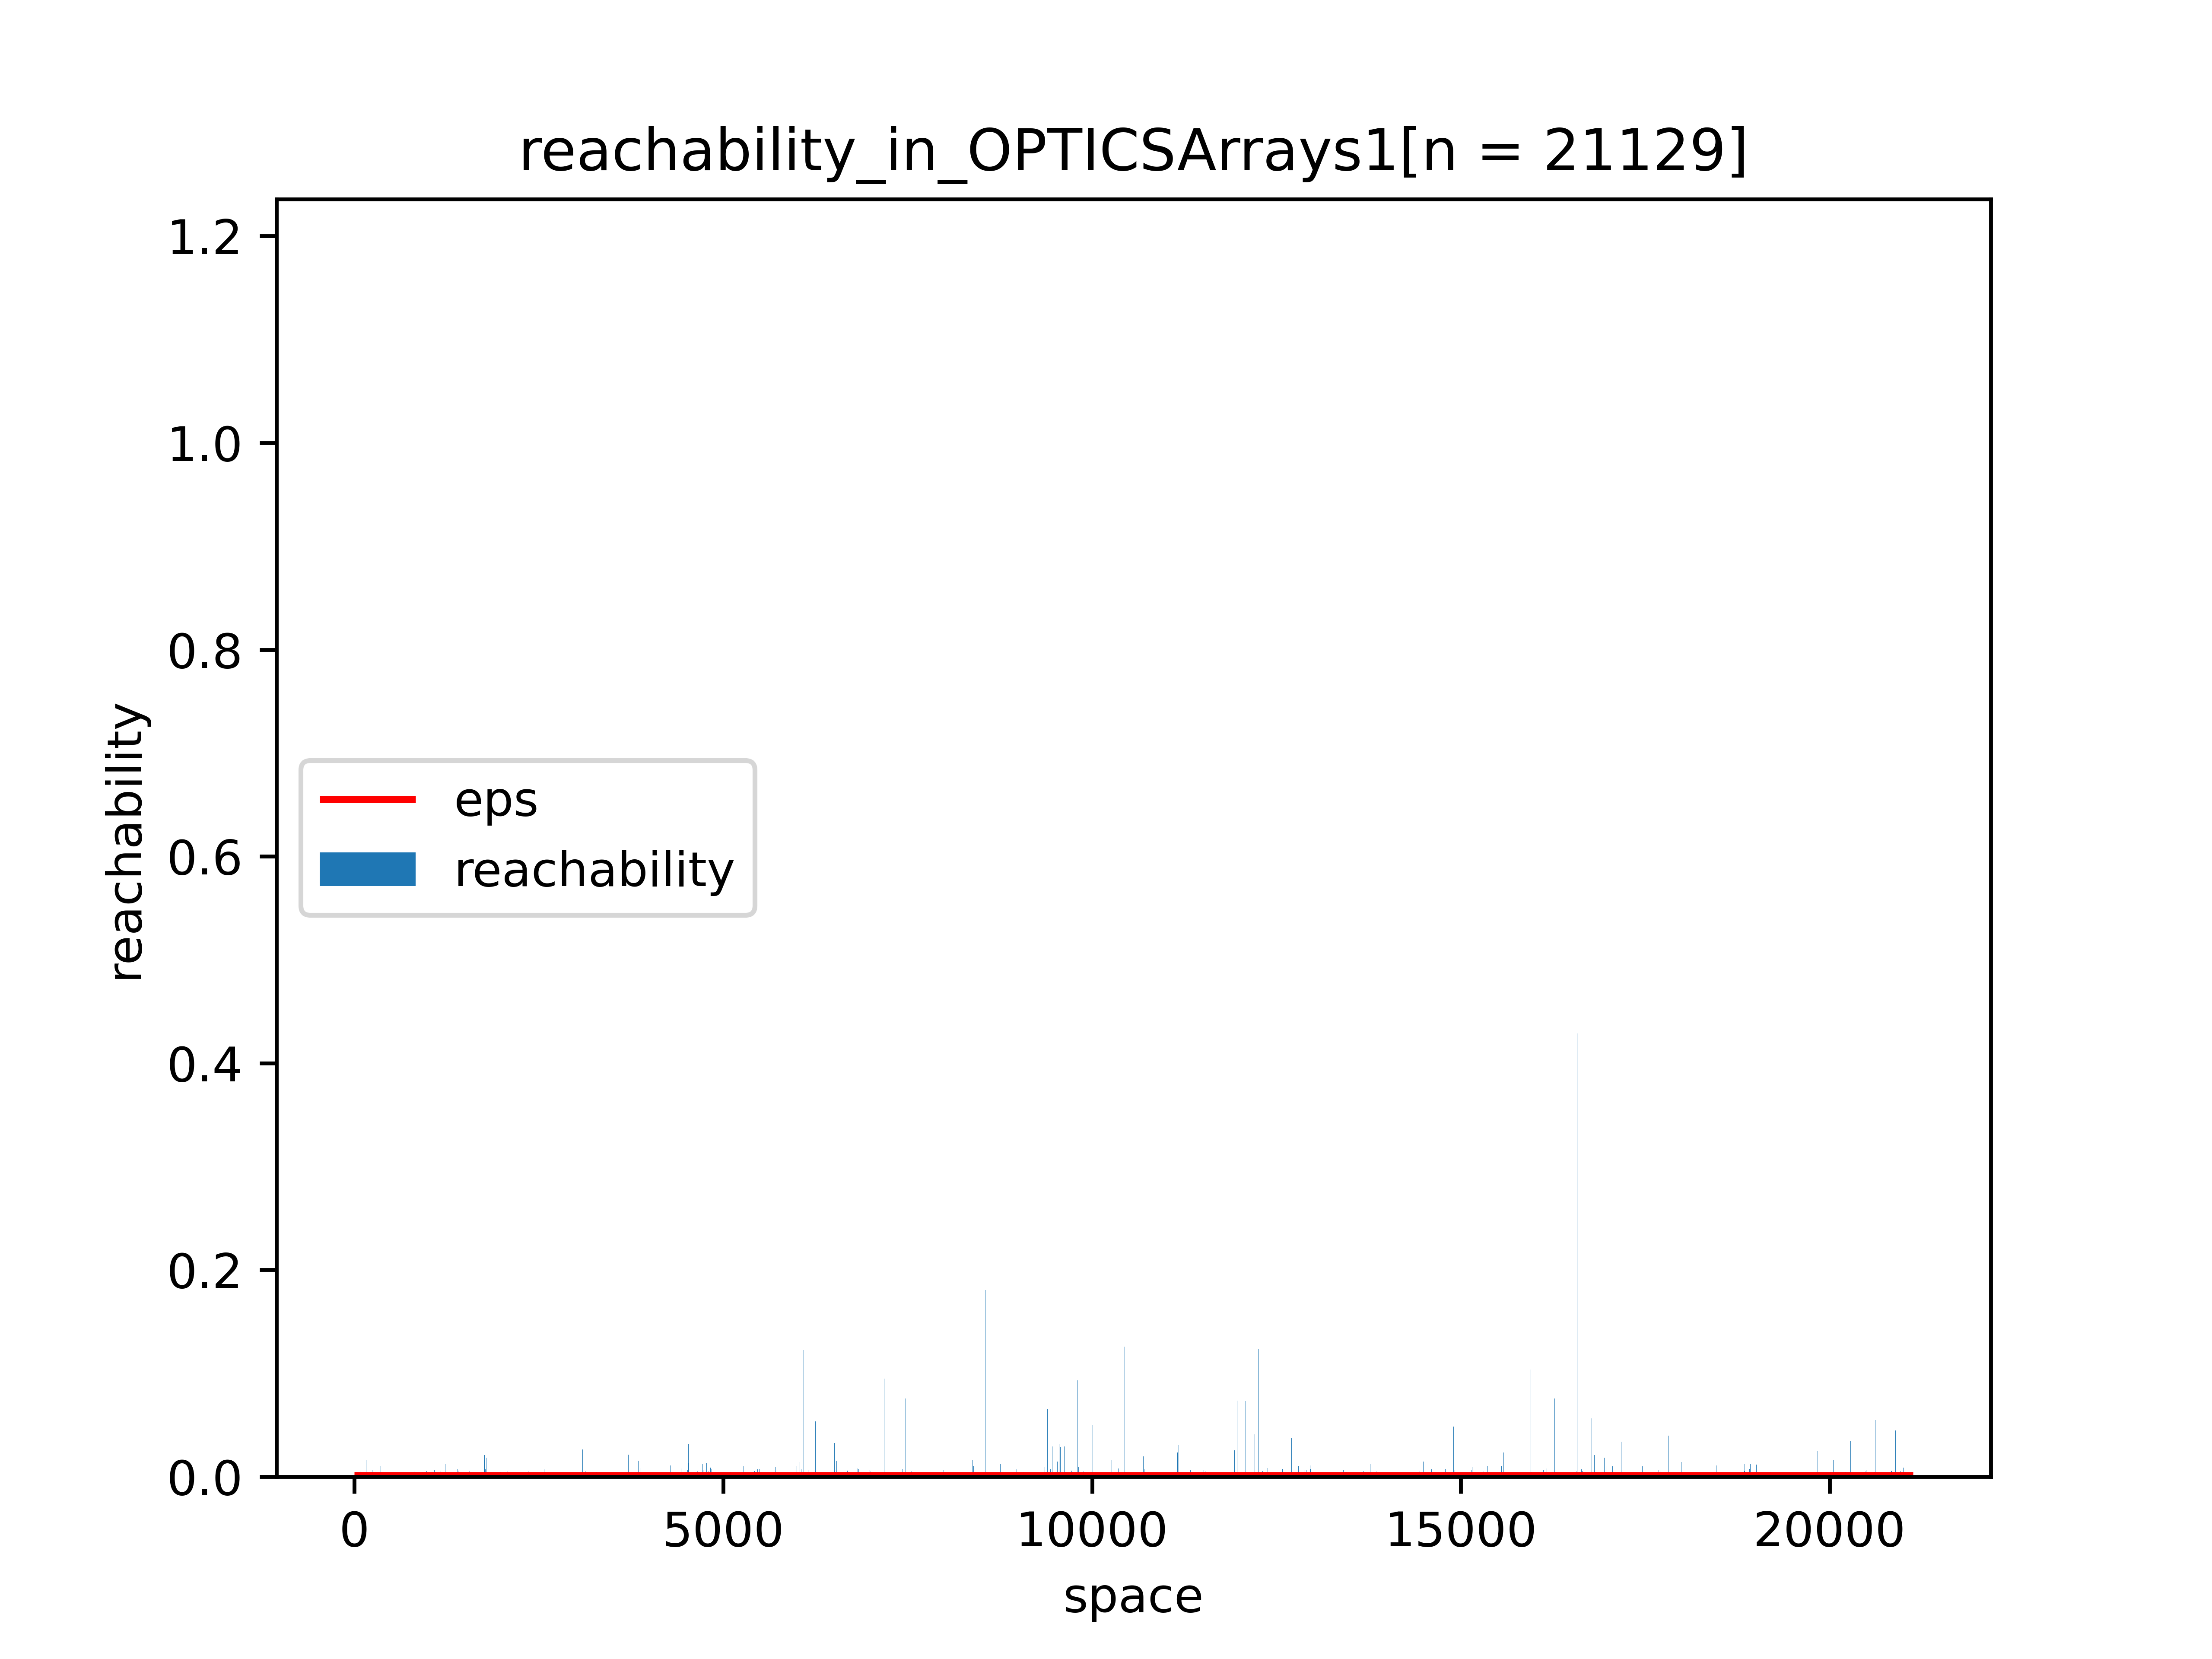 reachability_in_OPTICSArrays1[n = 21129]
1.2
1.0
0.8
0.6
0.4
0.2
0.0
reachability
eps
reachability
0
5000
10000
15000
20000
space